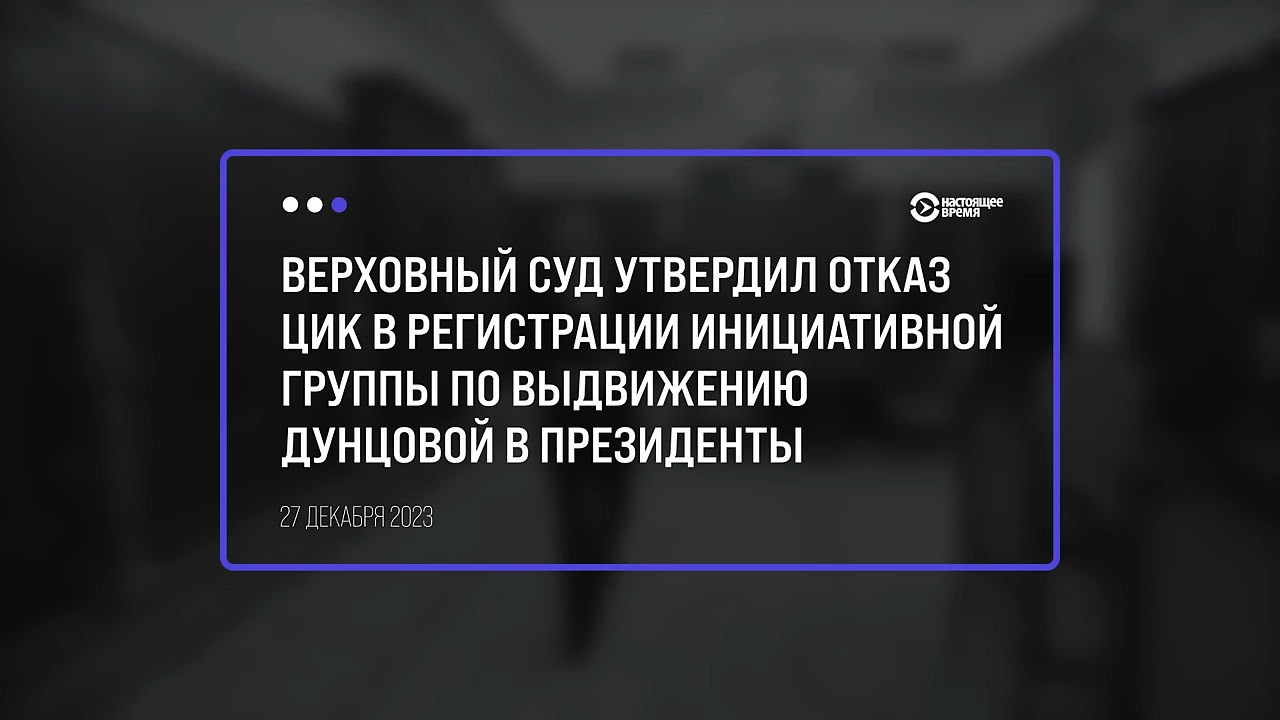 НАСТОЯЩЕЕ
ВРЕМЯ
ВЕРХОВНЫЙ СУД УТВЕРДИЛ ОТКАЗ
ЦИК В РЕГИСТРАЦИИ ИНИЦИАТИВНОЙ
ГРУППЫ ПО ВЫДВИЖЕНИЮ
ДУНЦОВОЙ В ПРЕЗИДЕНТЫ
27 ДЕКАБРЯ 2023